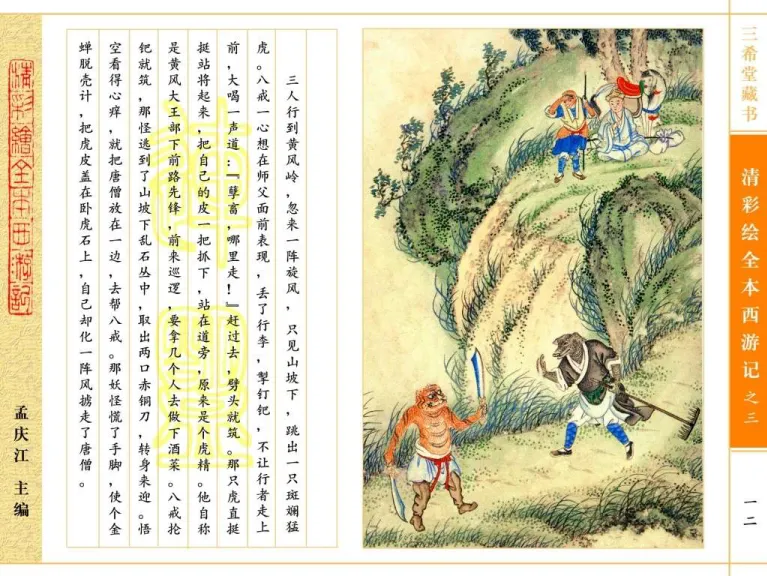 三希堂藏书
清彩绘全本西游记之三
一二
三人行到黄风岭，忽来一阵旋风，只见山坡下，跳出一只斑斓猛
虎。八戒一心想在师父面前表现，丢了行李，掣钉钯，不让行者走上
前，大喝一声道：『孽畜，哪里走！』赶过去，劈头就筑。那只虎直挺
挺站将起来，把自己的皮一把抓下，站在道旁，原来是个虎精。他自称
是黄风大王部下前路先锋，前来巡逻，要拿几个人去做下酒菜。八戒抡
钯就筑，那怪逃到了山坡下乱石丛中，取出两口赤铜刀，转身来迎。悟
空看得心痒，就把唐僧放在一边，去帮八戒。那妖怪慌了手脚，使个金
蝉脱壳计，把虎皮盖在卧虎石上，自己却化一阵风掳走了唐僧。
清彩繪全本西游記
孟庆江 主编